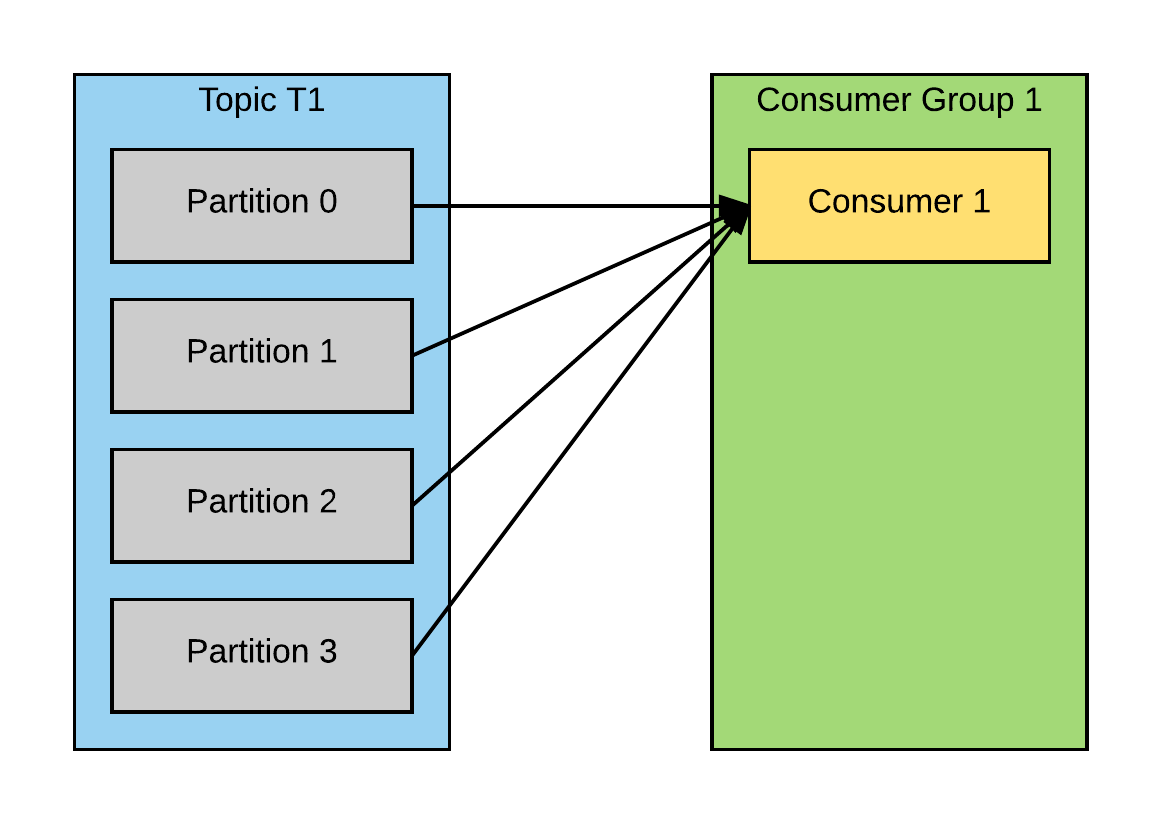 Topic T1
Partition 0
Partition 1
Partition 2
Partition 3
Consumer Group 1
Consumer 1